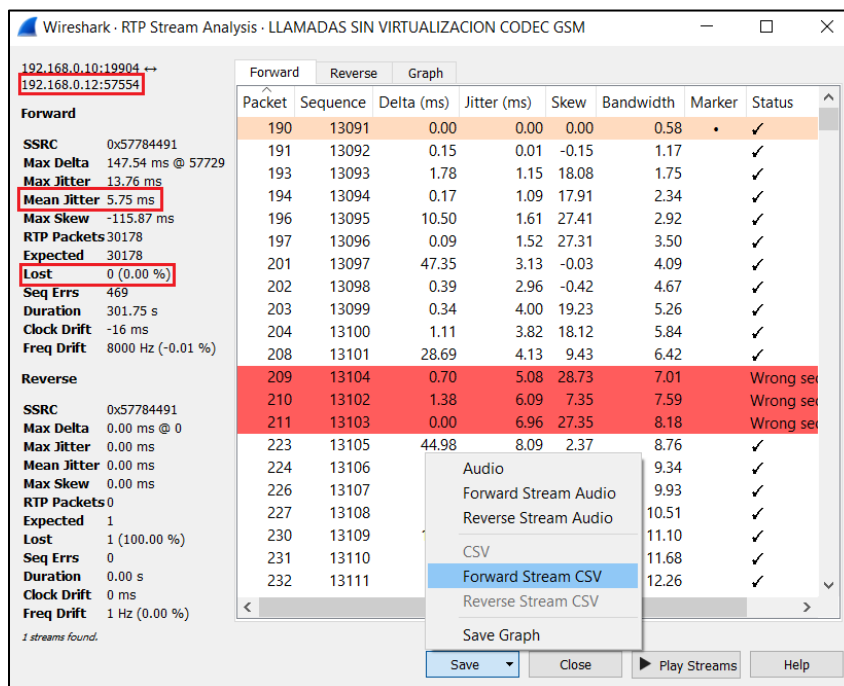 Wireshark · RTP Stream Analysis · LLAMADAS SIN VIRTUALIZACION CODEC GSM
192.168.0.10:19904 ↔
192.168.0.12:57554
Forward
SSRC 0x57784491
Max Delta 147.54 ms @ 57729
Max Jitter 13.76 ms
Mean Jitter 5.75 ms
Max Skew -115.87 ms
RTP Packets 30178
Expected 30178
Lost 0 (0.00 %)
Seq Errs 469
Duration 301.75 s
Clock Drift -16 ms
Freq Drift 8000 Hz (-0.01 %)
Reverse
SSRC 0x57784491
Max Delta 0.00 ms @ 0
Max Jitter 0.00 ms
Mean Jitter 0.00 ms
Max Skew 0.00 ms
RTP Packets 0
Expected 1
Lost 1 (100.00 %)
Seq Errs 0
Duration 0.00 s
Clock Drift 0 ms
Freq Drift 1 Hz (0.00 %)
1 streams found.
Forward Reverse Graph
Packet Sequence Delta (ms) Jitter (ms) Skew Bandwidth Marker Status
190 13091 0.00 0.00 0.00 0.58 • ✓
191 13092 0.15 0.01 -0.15 1.17 ✓
193 13093 1.78 1.15 18.08 1.75 ✓
194 13094 0.17 1.09 17.91 2.34 ✓
196 13095 10.50 1.61 27.41 2.92 ✓
197 13096 0.09 1.52 27.31 3.50 ✓
201 13097 47.35 3.13 -0.03 4.09 ✓
202 13098 0.39 2.96 -0.42 4.67 ✓
203 13099 0.34 4.00 19.23 5.26 ✓
204 13100 1.11 3.82 18.12 5.84 ✓
208 13101 28.69 4.13 9.43 6.42 ✓
209 13104 0.70 5.08 28.73 7.01 Wrong se
210 13102 1.38 6.09 7.35 7.59 Wrong se
211 13103 0.00 6.96 27.35 8.18 Wrong se
223 13105 44.98 8.09 2.37 8.76 ✓
224 13106 9.34 ✓
226 13107 9.93 ✓
227 13108 10.51 ✓
230 13109 11.10 ✓
231 13110 11.68 ✓
232 13111 12.26 ✓
Audio
Forward Stream Audio
Reverse Stream Audio
CSV
Forward Stream CSV
Reverse Stream CSV
Save Graph
Save Close Play Streams Help